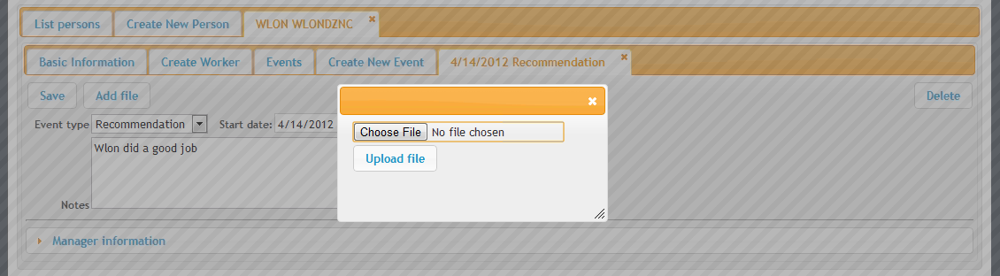 List persons Create New Person WLON WLONDZNC
Basic Information Create Worker Events Create New Event 4/14/2012 Recommendation
Save Add file Delete
Event type Recommendation Start date: 4/14/2012
Choose File No file chosen
Wlon did a good job
Upload file
Notes
Manager information